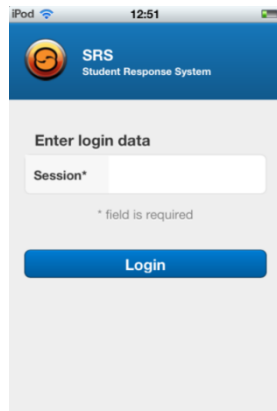 iPod 12:51
SRS
Student Response System
Enter login data
Session*
* field is required
Login